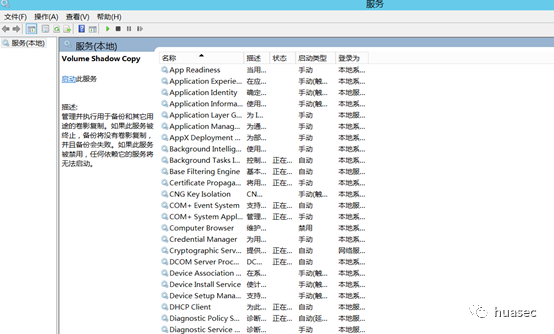 服务
文件(F) 操作(A) 查看(V) 帮助(H)
服务(本地)
服务(本地)
Volume Shadow Copy
启动此服务
描述:
管理并执行用于备份和其它用
途的卷影复制。如果此服务被
终止，备份将没有卷影复制，
并且备份会失败。如果此服务
被禁用，任何依赖它的服务将
无法启动。
名称 描述 状态 启动类型 登录为
App Readiness 当用... 手动 本地系...
Application Experie... 在应... 手动(触... 本地系...
Application Identity 确定... 手动(触... 本地服...
Application Informa... 使用... 手动(触... 本地系...
Application Layer G... 为 I... 手动 本地服...
Application Manag... 为通... 手动 本地系...
AppX Deployment ... 为部... 手动 本地系...
Background Intellig... 使用... 手动 本地系...
Background Tasks I... 控制... 正在... 自动 本地系...
Base Filtering Engine 基本... 正在... 自动 本地服...
Certificate Propaga... 将用... 正在... 手动 本地系...
CNG Key Isolation CN... 手动(触... 本地系...
COM+ Event System 支持... 正在... 自动 本地服...
COM+ System Appl... 管理... 正在... 手动 本地系...
Computer Browser 维护... 禁用 本地系...
Credential Manager 为用... 手动 本地系...
Cryptographic Serv... 提供... 正在... 自动 网络服...
DCOM Server Proc... DC... 正在... 自动 本地系...
Device Association ... 在系... 手动(触... 本地系...
Device Install Service 使计... 手动(触... 本地系...
Device Setup Mana... 支持... 手动(触... 本地系...
DHCP Client 为此... 正在... 自动 本地服...
Diagnostic Policy S... 诊断... 正在... 自动(延... 本地服...
Diagnostic Service ... 诊断... 手动 本地服...
huasec